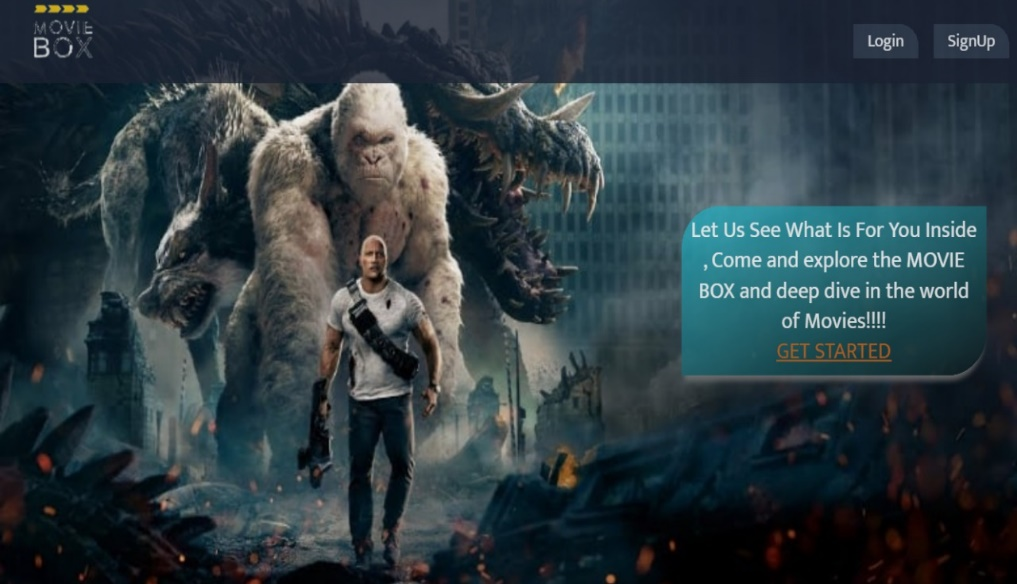 MOVIE
BOX
Login
SignUp
Let Us See What Is For You Inside
, Come and explore the MOVIE
BOX and deep dive in the world
of Movies!!!!
GET STARTED